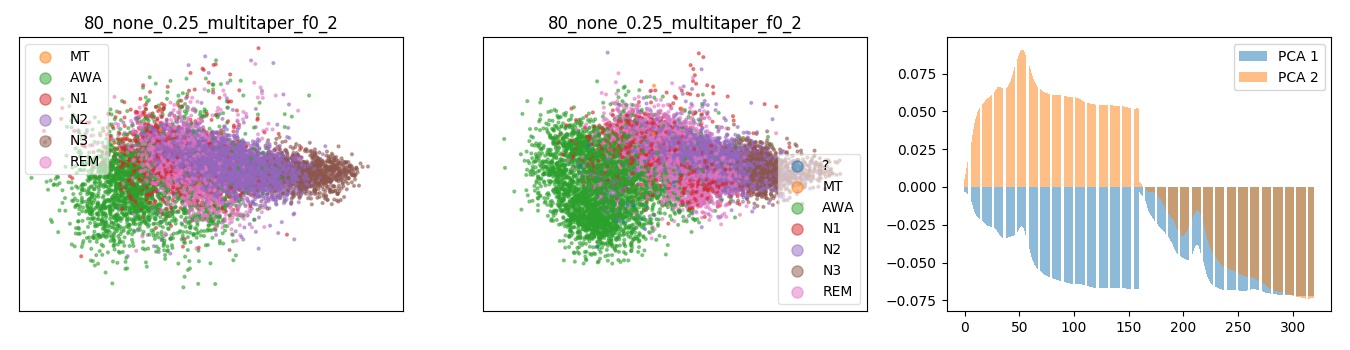 80_none_0.25_multitaper_f0_2
MT
AWA
N1
N2
N3
REM
80_none_0.25_multitaper_f0_2
?
MT
AWA
N1
N2
N3
REM
PCA 1
PCA 2
0.075
0.050
0.025
0.000
−0.025
−0.050
−0.075
0 50 100 150 200 250 300